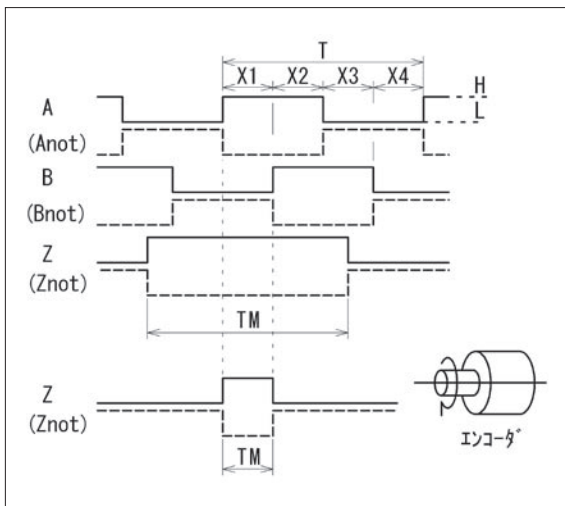 T
X1 X2 X3 X4
H
A
L
(Anot)
B
(Bnot)
Z
(Znot)
TM
Z
(Znot)
TM
エンコーダ